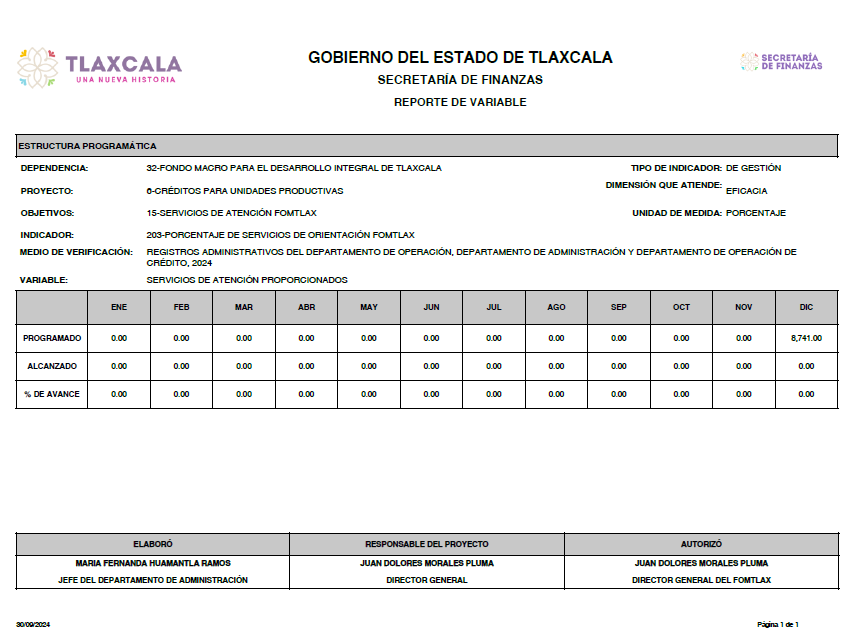 TLAXCALA
UNA NUEVA HISTORIA
GOBIERNO DEL ESTADO DE TLAXCALA
SECRETARÍA DE FINANZAS
REPORTE DE VARIABLE
SECRETARÍA
DE FINANZAS
ESTRUCTURA PROGRAMÁTICA
DEPENDENCIA: 32-FONDO MACRO PARA EL DESARROLLO INTEGRAL DE TLAXCALA TIPO DE INDICADOR: DE GESTIÓN
PROYECTO: 6-CRÉDITOS PARA UNIDADES PRODUCTIVAS DIMENSIÓN QUE ATIENDE: EFICACIA
OBJETIVOS: 15-SERVICIOS DE ATENCIÓN FOMTLAX UNIDAD DE MEDIDA: PORCENTAJE
INDICADOR: 203-PORCENTAJE DE SERVICIOS DE ORIENTACIÓN FOMTLAX
MEDIO DE VERIFICACIÓN: REGISTROS ADMINISTRATIVOS DEL DEPARTAMENTO DE OPERACIÓN, DEPARTAMENTO DE ADMINISTRACIÓN Y DEPARTAMENTO DE OPERACIÓN DE
CRÉDITO, 2024
VARIABLE: SERVICIOS DE ATENCIÓN PROPORCIONADOS
ENE FEB MAR ABR MAY JUN JUL AGO SEP OCT NOV DIC
PROGRAMADO 0.00 0.00 0.00 0.00 0.00 0.00 0.00 0.00 0.00 0.00 0.00 8,741.00
ALCANZADO 0.00 0.00 0.00 0.00 0.00 0.00 0.00 0.00 0.00 0.00 0.00 0.00
% DE AVANCE 0.00 0.00 0.00 0.00 0.00 0.00 0.00 0.00 0.00 0.00 0.00 0.00
ELABORÓ RESPONSABLE DEL PROYECTO AUTORIZÓ
MARIA FERNANDA HUAMANTLA RAMOS JUAN DOLORES MORALES PLUMA JUAN DOLORES MORALES PLUMA
JEFE DEL DEPARTAMENTO DE ADMINISTRACIÓN DIRECTOR GENERAL DIRECTOR GENERAL DEL FOMTLAX
30/09/2024 Página 1 de 1